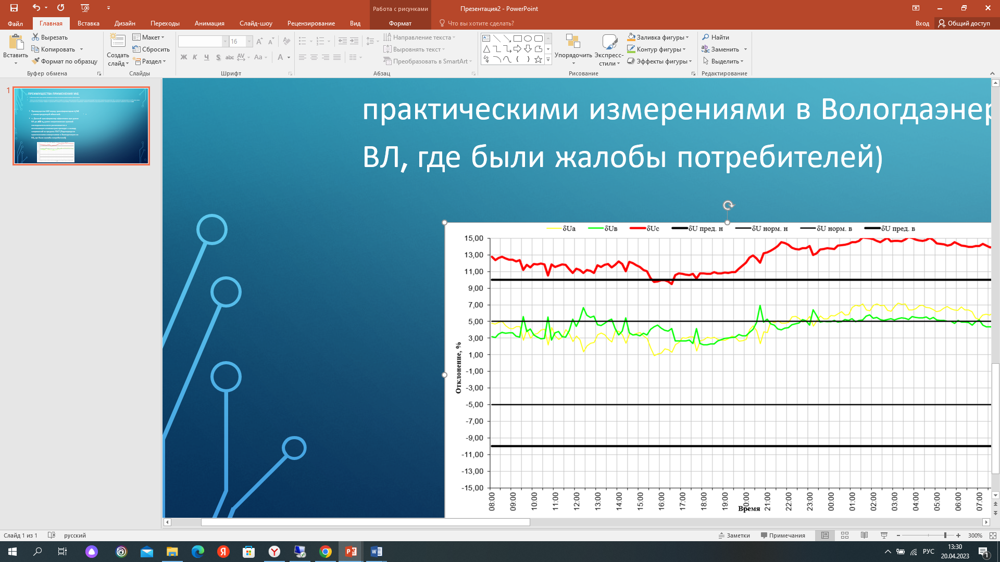 Работа с рисунками
Презентация2 - PowerPoint
Файл Главная Вставка Дизайн Переходы Анимация Слайд-шоу Рецензирование Вид Формат Что вы хотите сделать? Вход Общий доступ
Вставить
Вырезать
Копировать
Формат по образцу
Буфер обмена
Создать слайд
Макет
Сбросить
Раздел
Слайды
16
Ж К Ч S abc AV Aa A
Шрифт
Направление текста
Выровнять текст
Преобразовать в SmartArt
Абзац
Упорядочить
Экспресс-
стили
Заливка фигуры
Контур фигуры
Эффекты фигуры
Рисование
Найти
Заменить
Выделить
Редактирование
1
ПРЕИМУЩЕСТВА ПРИМЕНЕНИЯ УАБ
практическими измерениями в Вологдаэнер
ВЛ, где были жалобы потребителей)
δUа δUв δUс δU пред. н δU норм. н δU норм. в δU пред. в
15,00
13,00
11,00
9,00
7,00
5,00
3,00
1,00
-1,00
-3,00
-5,00
-7,00
-9,00
-11,00
-13,00
-15,00
Отклонение, %
08:00 09:00 10:00 11:00 12:00 13:00 14:00 15:00 16:00 17:00 18:00 19:00 20:00 21:00 22:00 23:00 00:00 01:00 02:00 03:00 04:00 05:00 06:00 07:00
Время
Слайд 1 из 1 русский Заметки Примечания 300%
РУС
13:30
20.04.2023
1